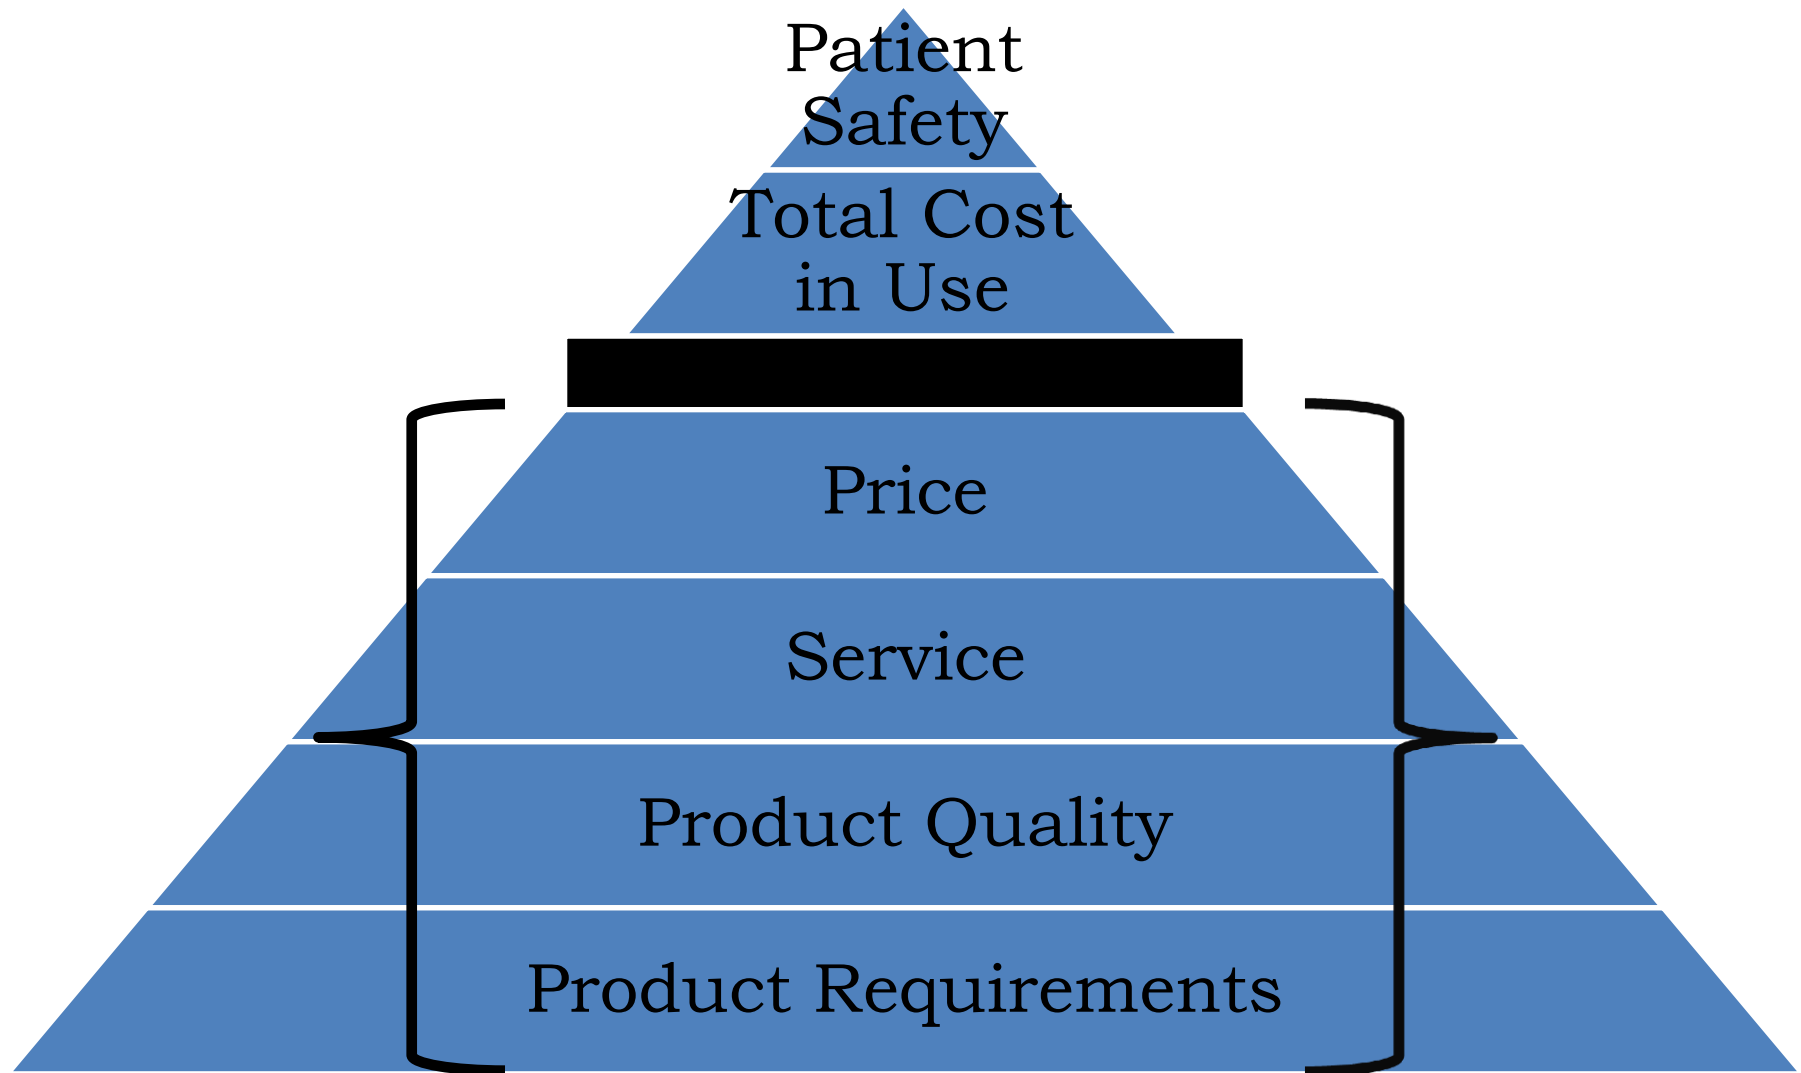 Patient
Safety
Total Cost
in Use
Price
Service
Product Quality
Product Requirements